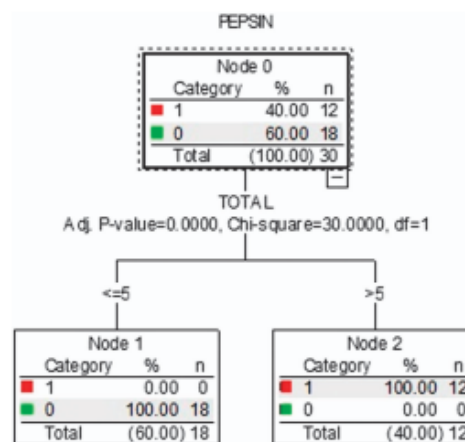 PEPSIN
Node 0
Category % n
1 40.00 12
0 60.00 18
Total (100.00) 30
TOTAL
Adj. P-value=0.0000, Chi-square=30.0000, df=1
<=5
>5
Node 1
Category % n
1 0.00 0
0 100.00 18
Total (60.00) 18
Node 2
Category % n
1 100.00 12
0 0.00 0
Total (40.00) 12